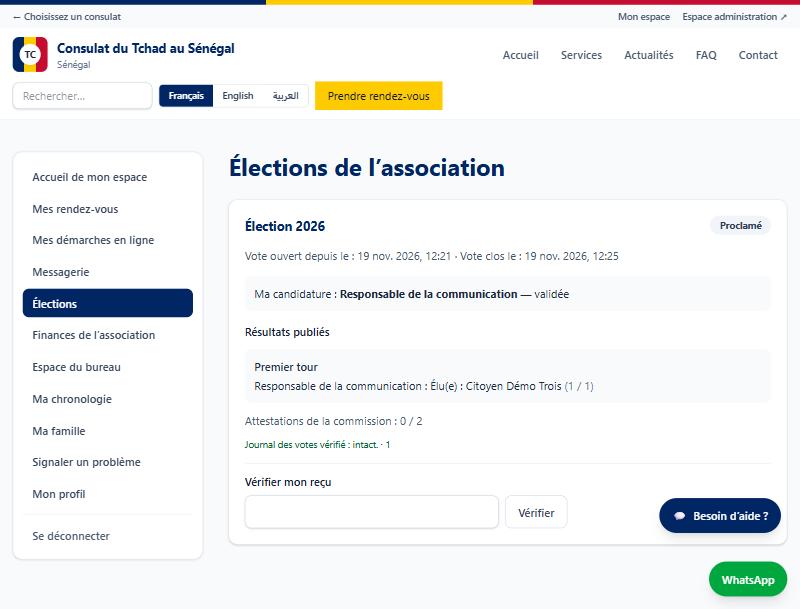 ← Choisissez un consulat
Mon espace
Espace administration ↗
TC
Consulat du Tchad au Sénégal
Sénégal
Accueil
Services
Actualités
FAQ
Contact
Rechercher...
Français
English
العربية
Prendre rendez-vous
Accueil de mon espace
Mes rendez-vous
Mes démarches en ligne
Messagerie
Élections
Finances de l’association
Espace du bureau
Ma chronologie
Ma famille
Signaler un problème
Mon profil
Se déconnecter
Élections de l’association
Élection 2026
Proclamé
Vote ouvert depuis le : 19 nov. 2026, 12:21 · Vote clos le : 19 nov. 2026, 12:25
Ma candidature : Responsable de la communication — validée
Résultats publiés
Premier tour
Responsable de la communication : Élu(e) : Citoyen Démo Trois (1 / 1)
Attestations de la commission : 0 / 2
Journal des votes vérifié : intact. · 1
Vérifier mon reçu
Vérifier
Besoin d’aide ?
WhatsApp